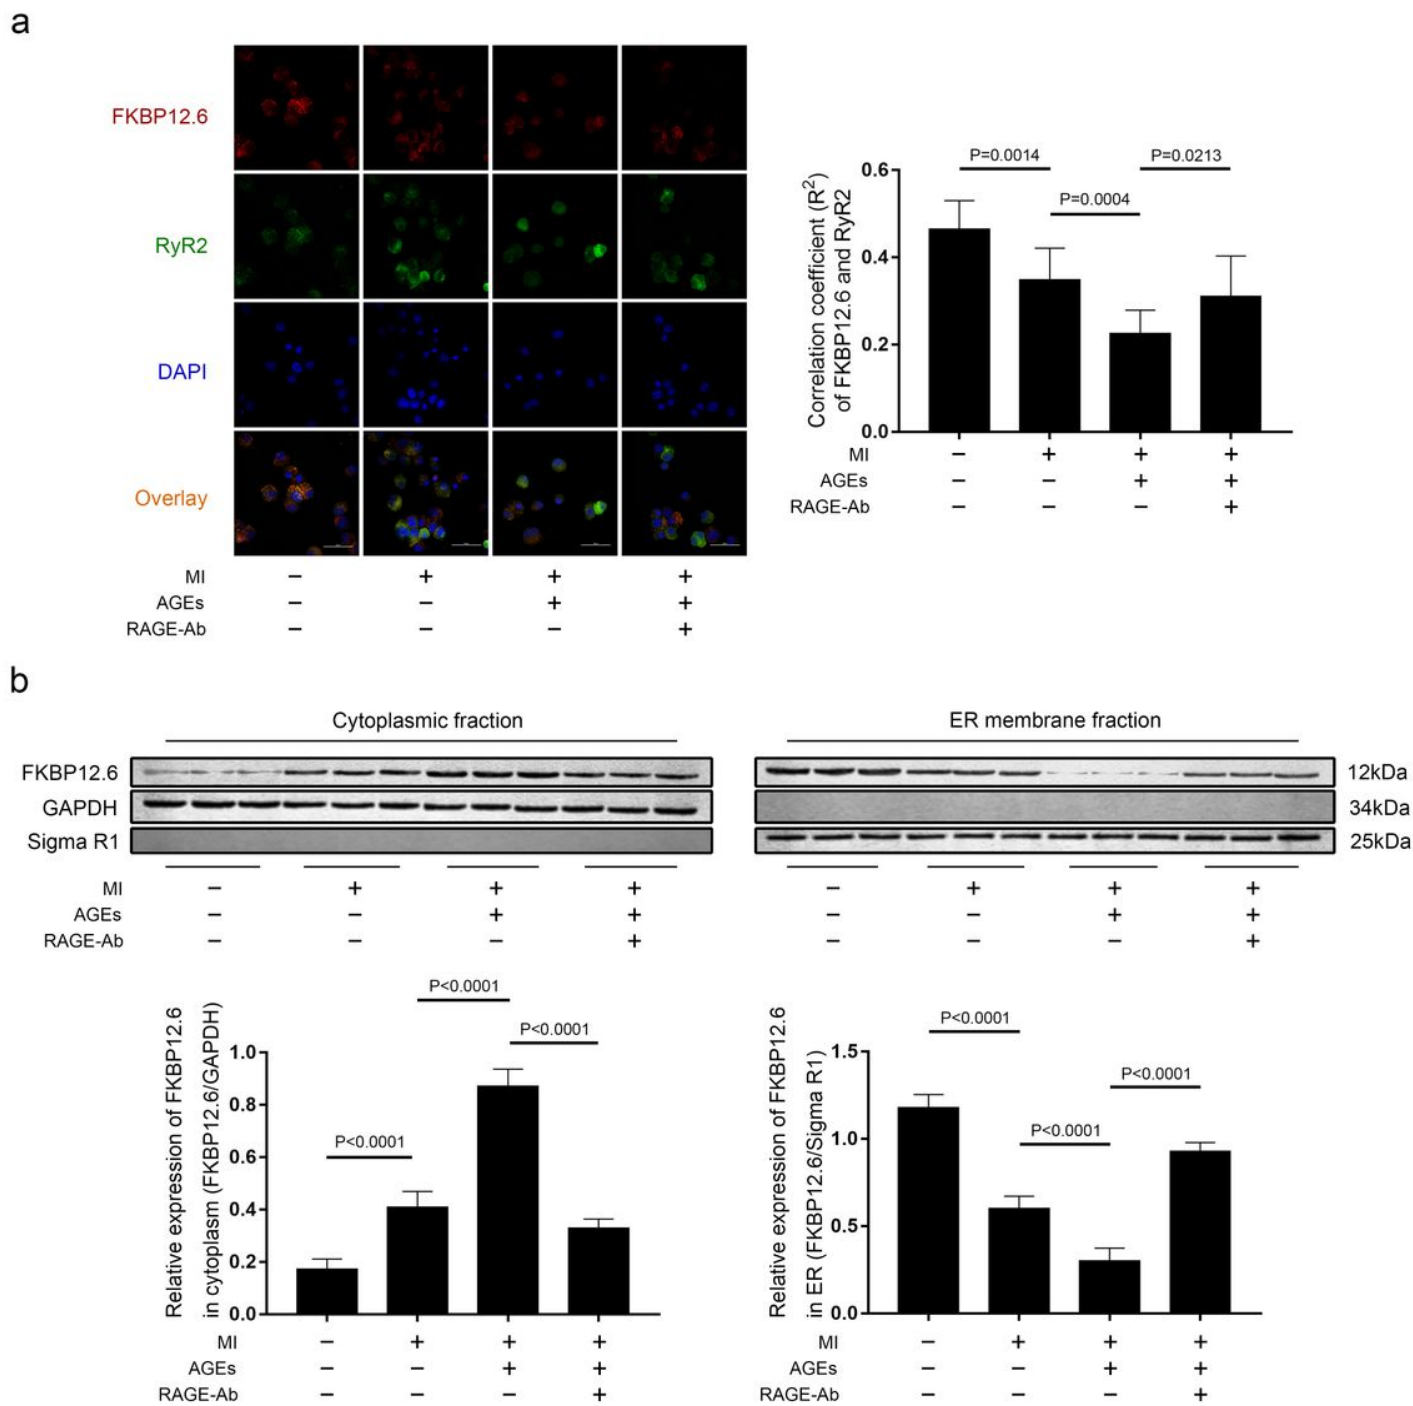 a
FKBP12.6
RyR2
DAPI
Overlay
MI − + + +
AGEs − − + +
RAGE-Ab − − − +
Correlation coefficient (R²)
of FKBP12.6 and RyR2
P=0.0014
P=0.0213
P=0.0004
0.6
0.4
0.2
0.0
MI − + + +
AGEs − − + +
RAGE-Ab − − − +
b
Cytoplasmic fraction
ER membrane fraction
FKBP12.6
12kDa
GAPDH
34kDa
Sigma R1
25kDa
MI − + + + − + + +
AGEs − − + + − − + +
RAGE-Ab − − − + − − − +
Relative expression of FKBP12.6
in cytoplasm (FKBP12.6/GAPDH)
P<0.0001
P<0.0001
P<0.0001
1.0
0.8
0.6
0.4
0.2
0.0
MI − + + +
AGEs − − + +
RAGE-Ab − − − +
Relative expression of FKBP12.6
in ER (FKBP12.6/Sigma R1)
P<0.0001
P<0.0001
P<0.0001
1.5
1.0
0.5
0.0
MI − + + +
AGEs − − + +
RAGE-Ab − − − +